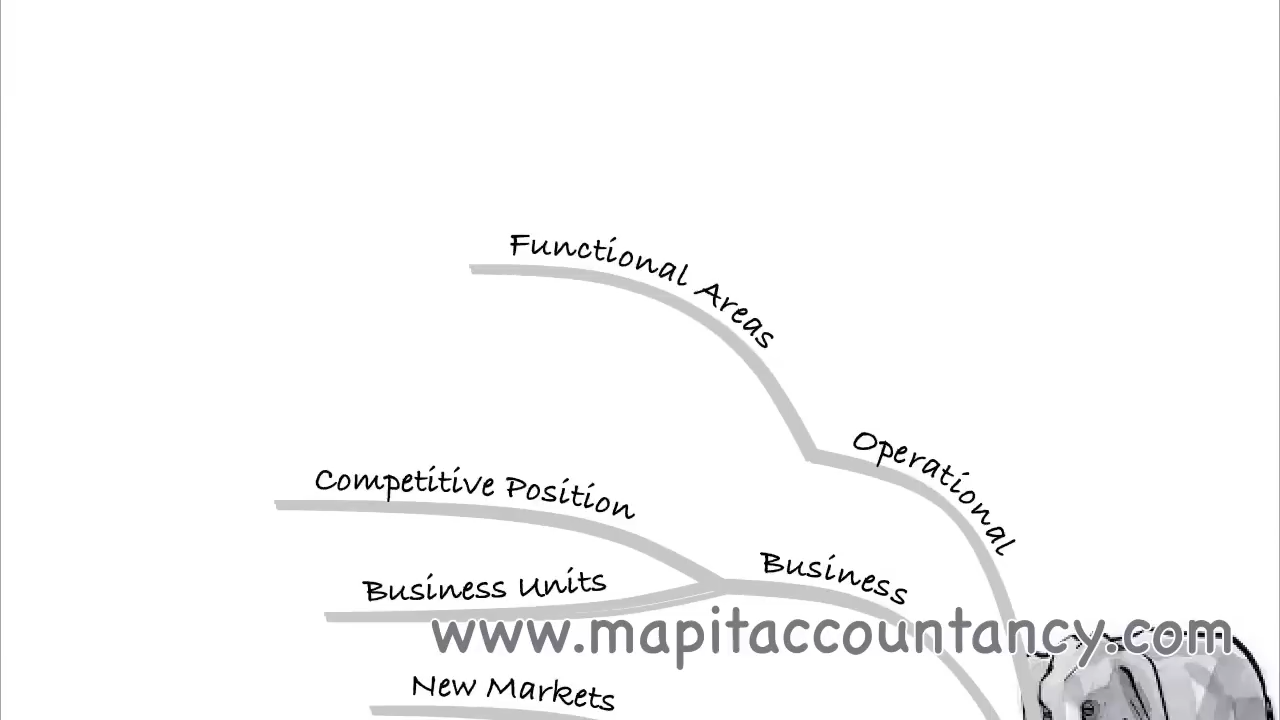 Functional Areas
Operational
Competitive Position
Business
Business Units
www.mapitaccountancy.com
New Markets